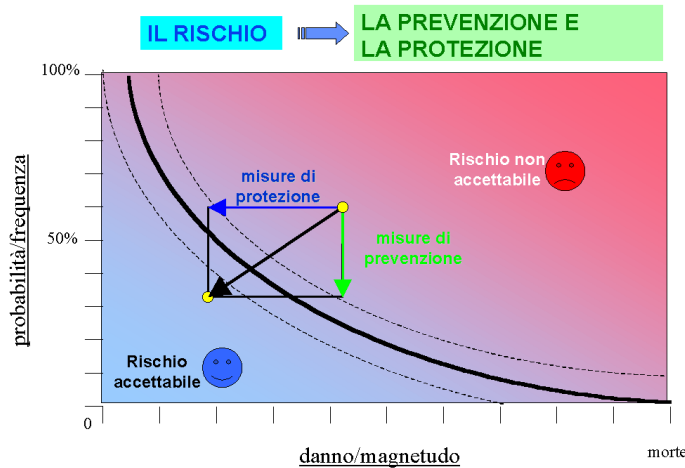 IL RISCHIO
LA PREVENZIONE E
LA PROTEZIONE
100%
Rischio non
accettabile
misure di
protezione
50%
misure di
prevenzione
probabilità/frequenza
Rischio
accettabile
0
morte
danno/magnetudo